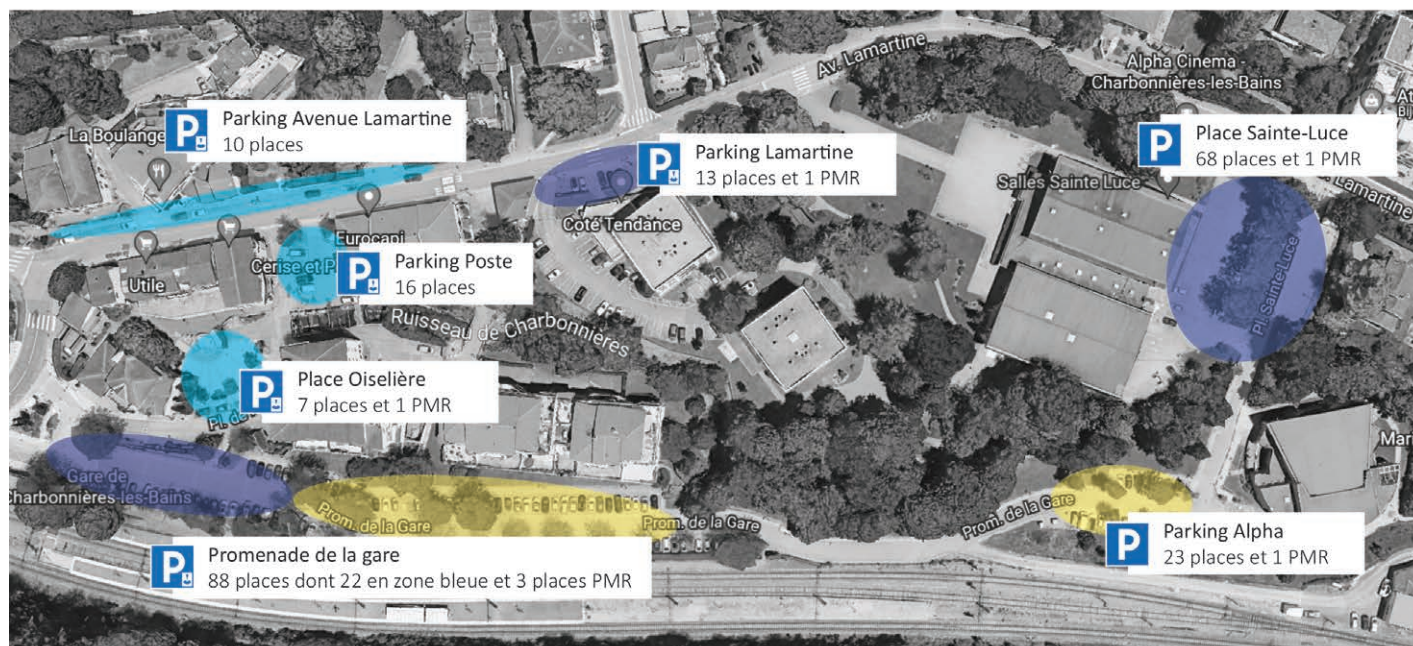 Av. Lamartine
Alpha Cinema -
Charbonnières-les-Bains
Parking Avenue Lamartine
10 places
La Boulange
P
Parking Lamartine
13 places et 1 PMR
P
Place Sainte-Luce
68 places et 1 PMR
P
Salles Sainte Luce
Lamartine
Coté Tendance
Eurocapi
Cerise et P
Parking Poste
16 places
P
Utile
Ruisseau de Charbonnières
Pl. Sainte-Luce
Place Oiselière
7 places et 1 PMR
P
Pl. de
Mari
Gare de
Charbonnières-les-Bains
Prom. de la Gare
Prom. de la Gare
Prom. de la Gare
Promenade de la gare
88 places dont 22 en zone bleue et 3 places PMR
P
Parking Alpha
23 places et 1 PMR
P